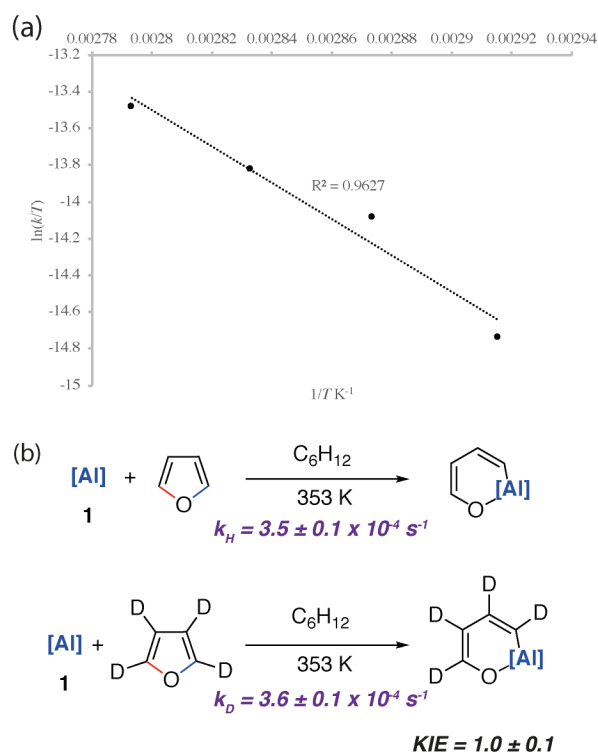 (a)
0.00278 0.0028 0.00282 0.00284 0.00286 0.00288 0.0029 0.00292 0.00294
-13.2
-13.4
-13.6
-13.8
-14
-14.2
-14.4
-14.6
-14.8
-15
ln(k/T)
R² = 0.9627
1/T K⁻¹
(b)
[Al] + O C₆H₁₂ [Al] O
1 353 K
k_H = 3.5 ± 0.1 x 10⁻⁴ s⁻¹
D D D D O
[Al] + C₆H₁₂
1 353 K
k_D = 3.6 ± 0.1 x 10⁻⁴ s⁻¹
D D D D O [Al]
KIE = 1.0 ± 0.1